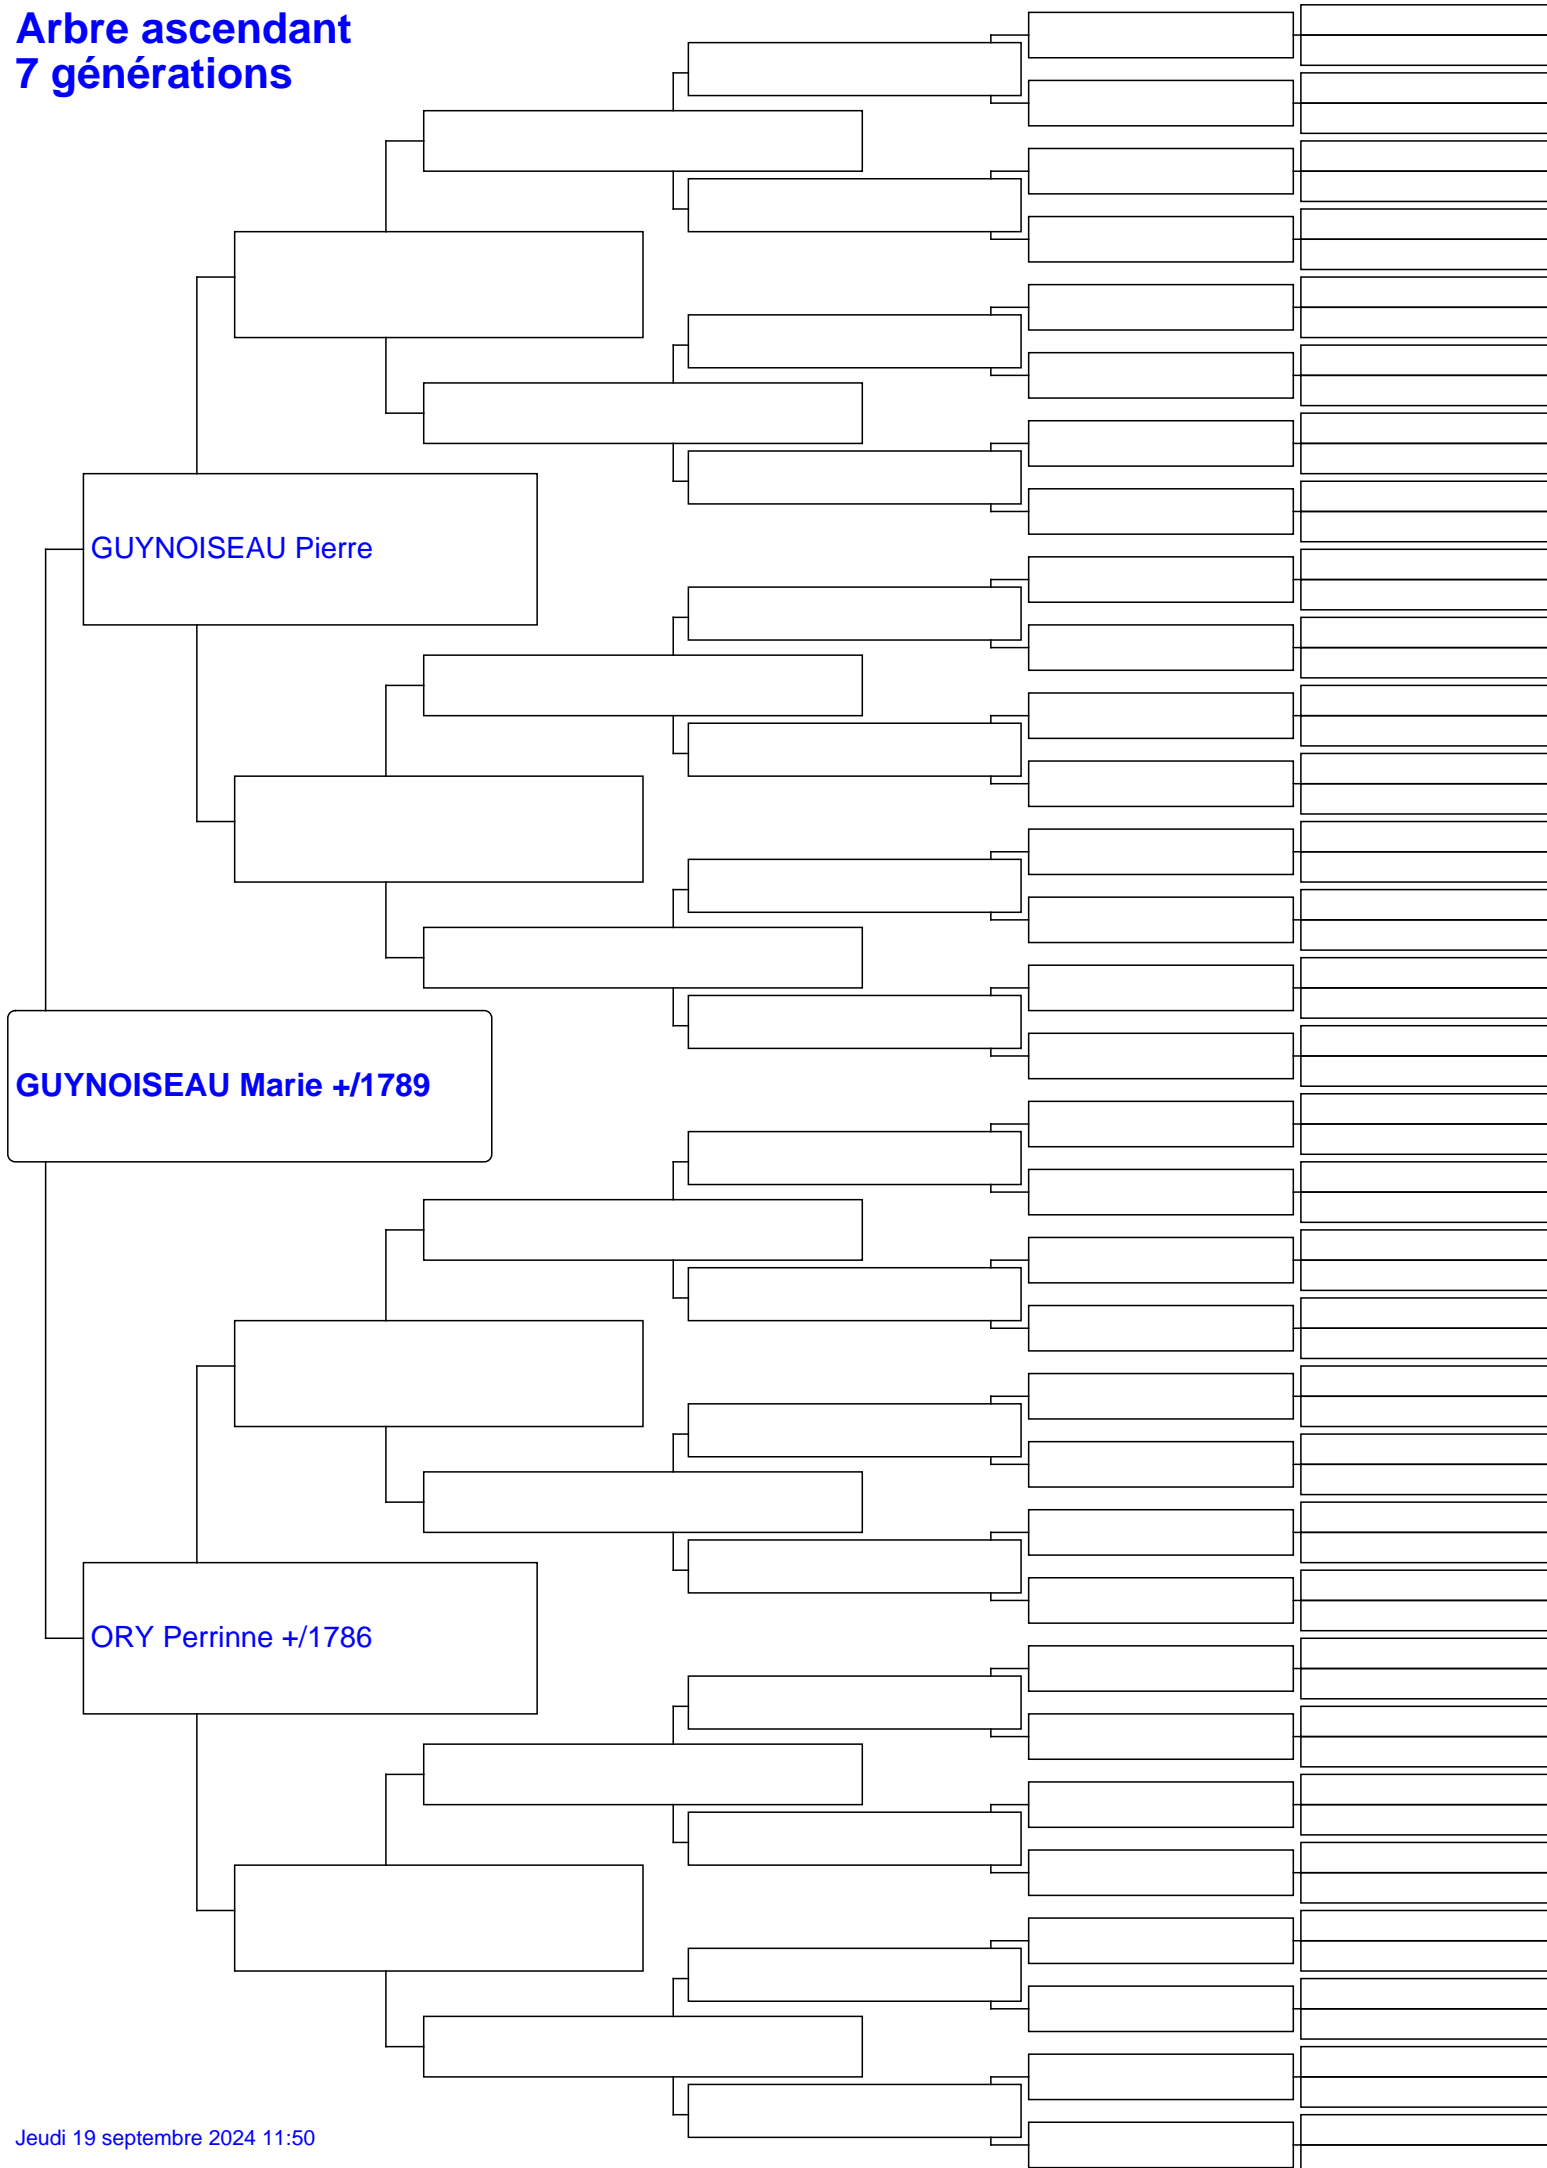 Arbre ascendant
7 générations
GUYNOISEAU Pierre
GUYNOISEAU Marie +/1789
ORY Perrinne +/1786
Jeudi 19 septembre 2024 11:50